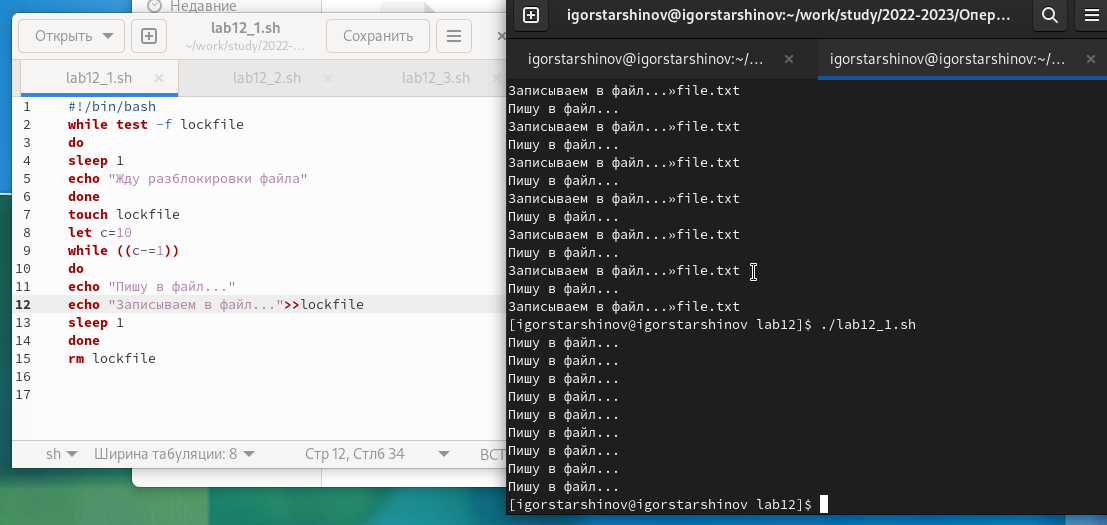 Недавние
Открыть
lab12_1.sh
~/work/study/2022-...
Сохранить
lab12_1.sh
lab12_2.sh
lab12_3.sh
1 #!/bin/bash
2 while test -f lockfile
3 do
4 sleep 1
5 echo "Жду разблокировки файла"
6 done
7 touch lockfile
8 let c=10
9 while ((c-=1))
10 do
11 echo "Пишу в файл..."
12 echo "Записываем в файл...">>lockfile
13 sleep 1
14 done
15 rm lockfile
16
17
sh
Ширина табуляции: 8
Стр 12, Стлб 34
ВСТ
igorstarshinov@igorstarshinov:~/work/study/2022-2023/Опер...
igorstarshinov@igorstarshinov:~/...
igorstarshinov@igorstarshinov:~/...
Записываем в файл...»file.txt
Пишу в файл...
Записываем в файл...»file.txt
Пишу в файл...
Записываем в файл...»file.txt
Пишу в файл...
Записываем в файл...»file.txt
Пишу в файл...
Записываем в файл...»file.txt
Пишу в файл...
Записываем в файл...»file.txt
Пишу в файл...
Записываем в файл...»file.txt
[igorstarshinov@igorstarshinov lab12]$ ./lab12_1.sh
Пишу в файл...
Пишу в файл...
Пишу в файл...
Пишу в файл...
Пишу в файл...
Пишу в файл...
Пишу в файл...
Пишу в файл...
Пишу в файл...
[igorstarshinov@igorstarshinov lab12]$